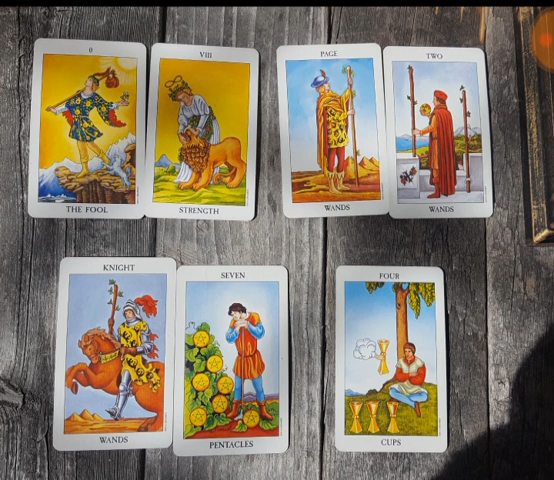 0
THE FOOL
VIII
STRENGTH
PAGE
WANDS
TWO
WANDS
KNIGHT
WANDS
SEVEN
PENTACLES
FOUR
CUPS